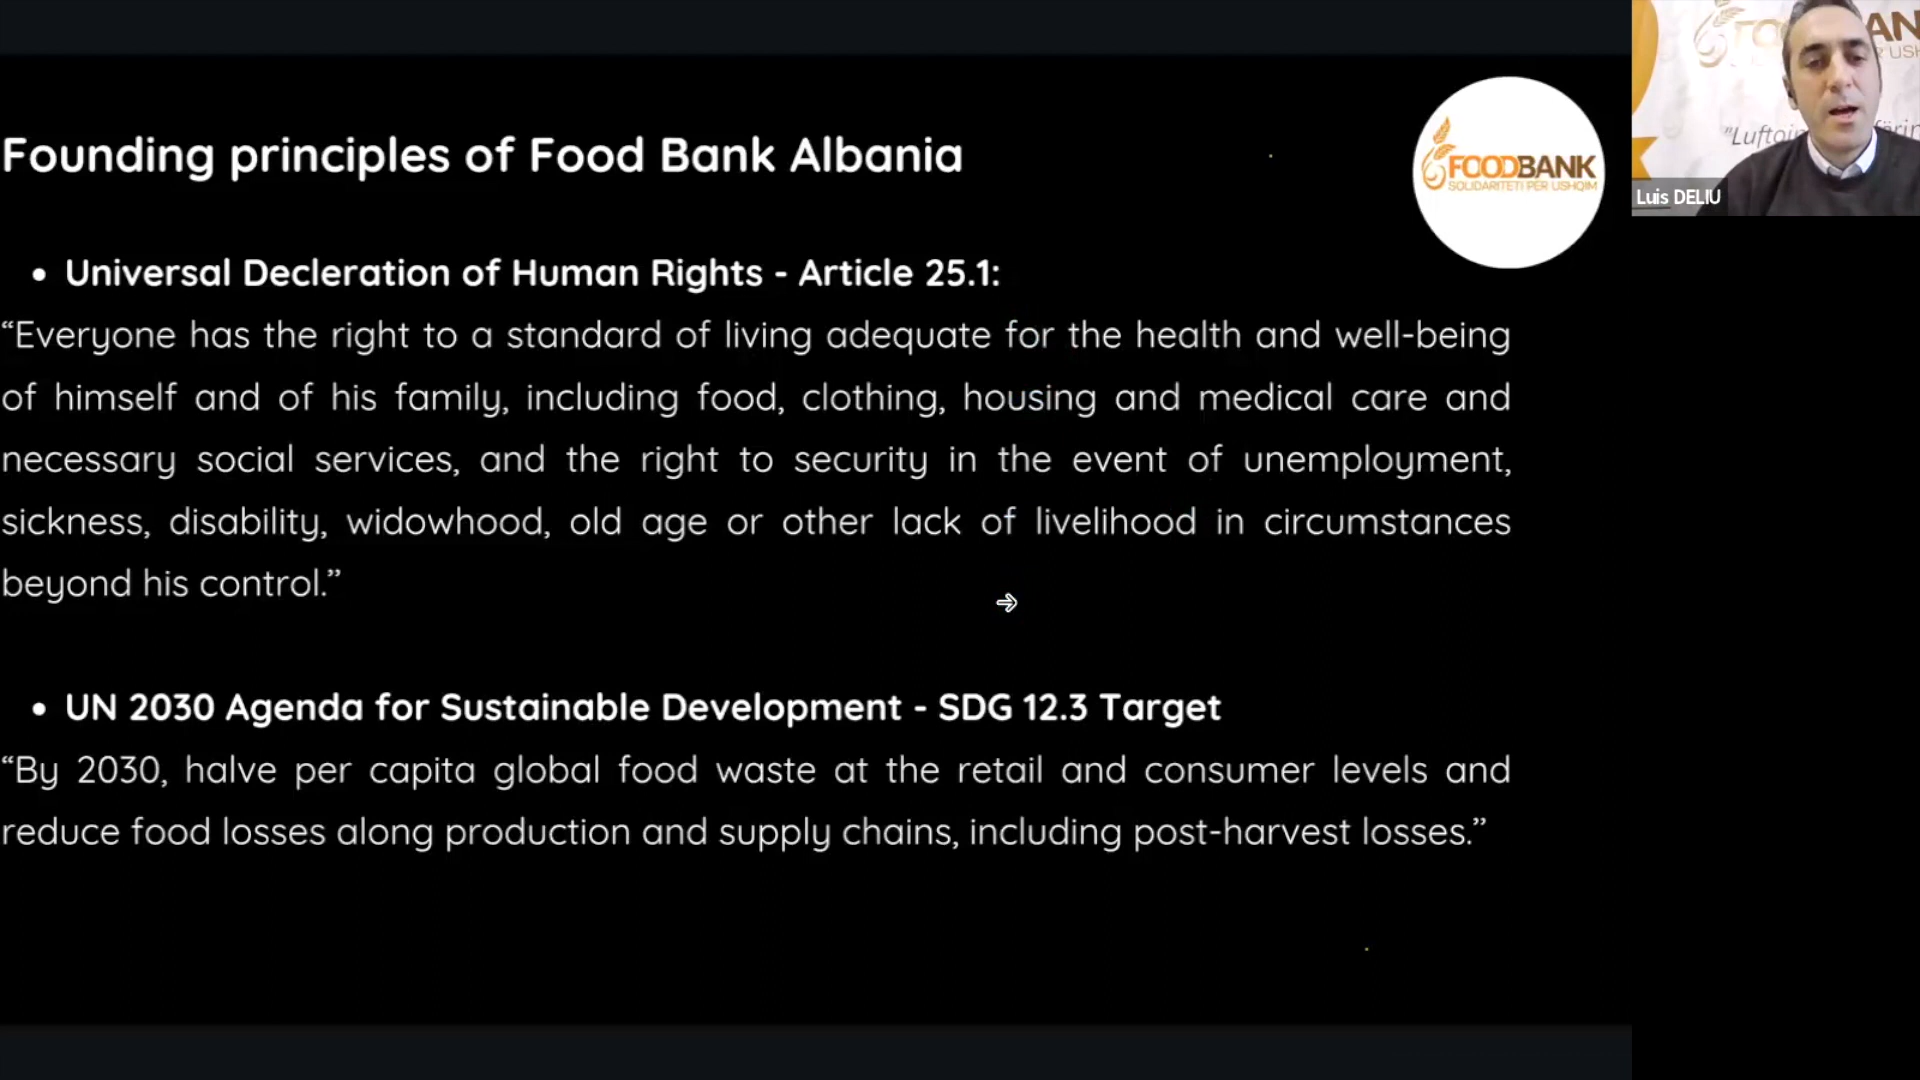 Founding principles of Food Bank Albania
FOODBANK
SOLIDARITETI PËR USHQIM
Luis DELIU
"Luftoj
• Universal Decleration of Human Rights - Article 25.1:
“Everyone has the right to a standard of living adequate for the health and well-being
of himself and of his family, including food, clothing, housing and medical care and
necessary social services, and the right to security in the event of unemployment,
sickness, disability, widowhood, old age or other lack of livelihood in circumstances
beyond his control.”
• UN 2030 Agenda for Sustainable Development - SDG 12.3 Target
“By 2030, halve per capita global food waste at the retail and consumer levels and
reduce food losses along production and supply chains, including post-harvest losses.”